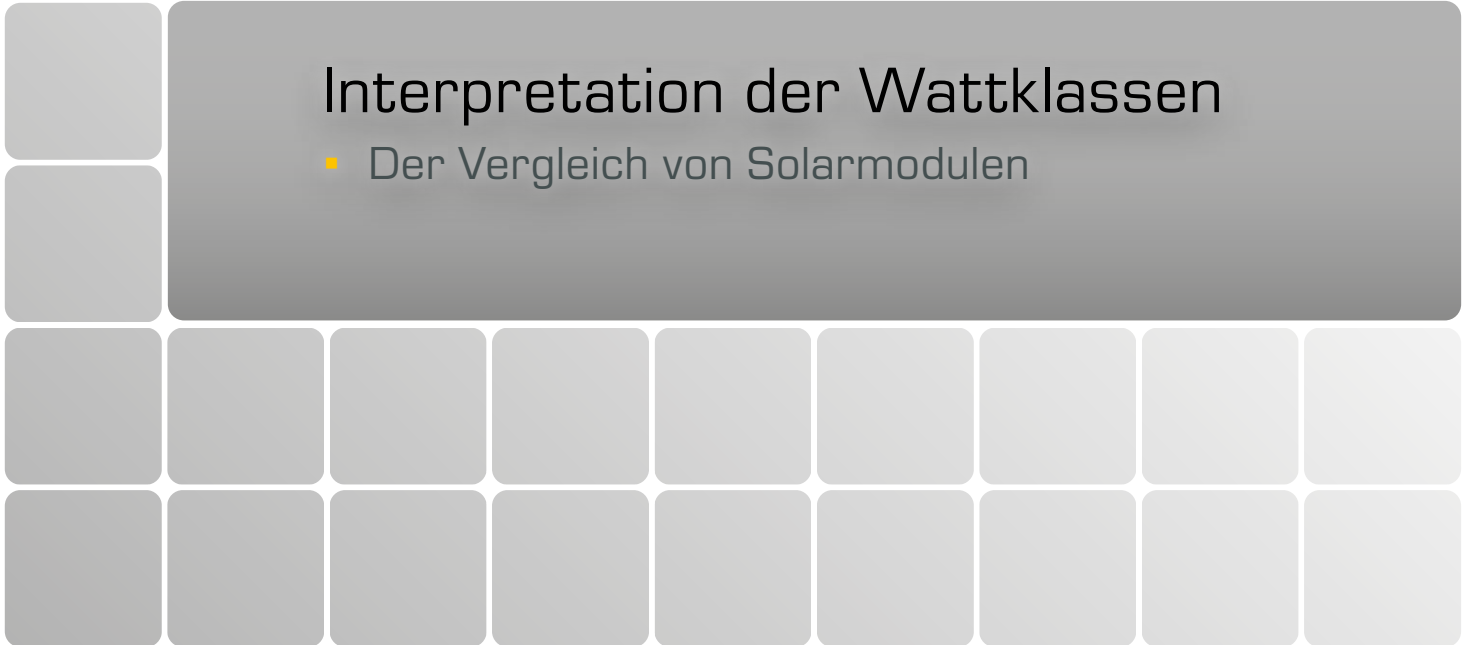 Interpretation der Wattklassen
▪ Der Vergleich von Solarmodulen